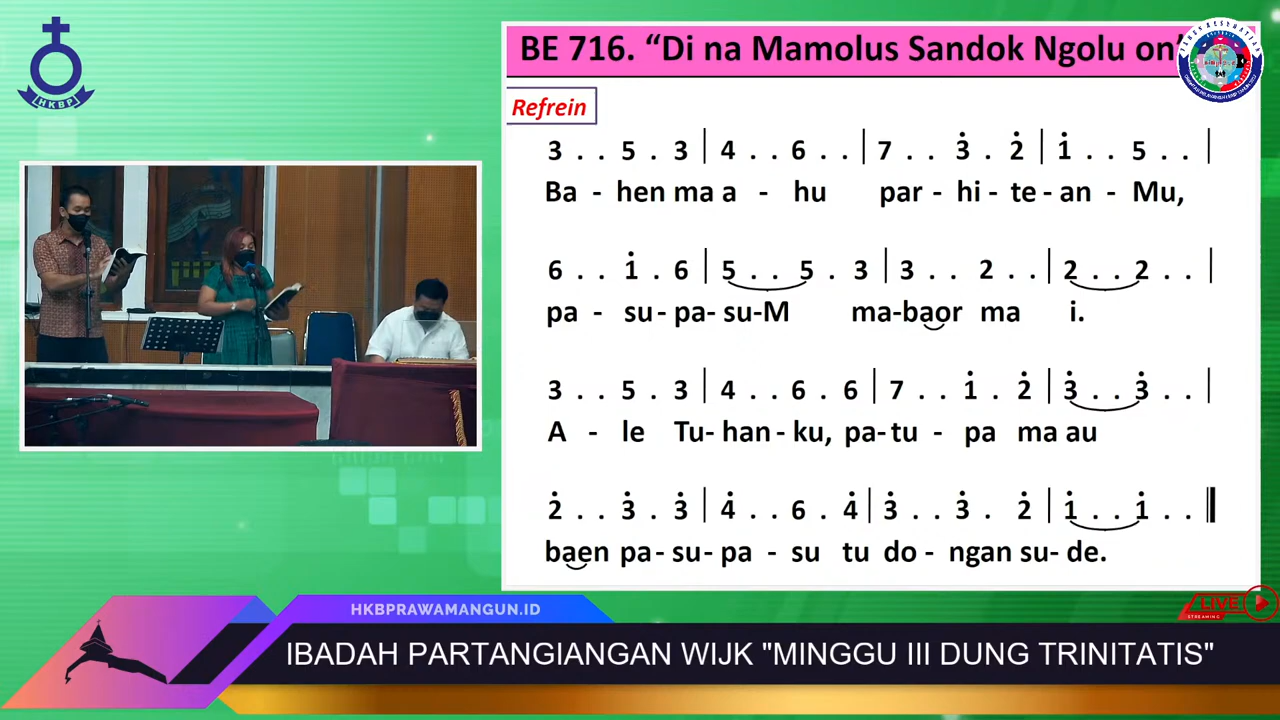 HKBP
BE 716. “Di na Mamolus Sandok Ngolu on
Refrein
3 . . 5 . 3 | 4 . . 6 . . | 7 . . 3̇ . 2̇ | 1̇ . . 5 . . |
Ba - hen ma a - hu par - hi - te - an - Mu,
6 . . 1̇ . 6 | 5 . . 5 . 3 | 3 . . 2 . . | 2 . . 2 . . |
pa - su - pa- su-M ma-baor ma i.
3 . . 5 . 3 | 4 . . 6 . 6 | 7 . . 1̇ . 2̇ | 3̇ . . 3̇ . . |
A - le Tu- han - ku, pa-tu - pa ma au
2̇ . . 3̇ . 3̇ | 4̇ . . 6 . 4̇ | 3̇ . . 3̇ . 2̇ | 1̇ . . 1̇ . . ||
baen pa- su- pa - su tu do - ngan su- de.
HKBPRAWAMANGUN.ID
LIVE
STREAMING
IBADAH PARTANGIANGAN WIJK "MINGGU III DUNG TRINITATIS"